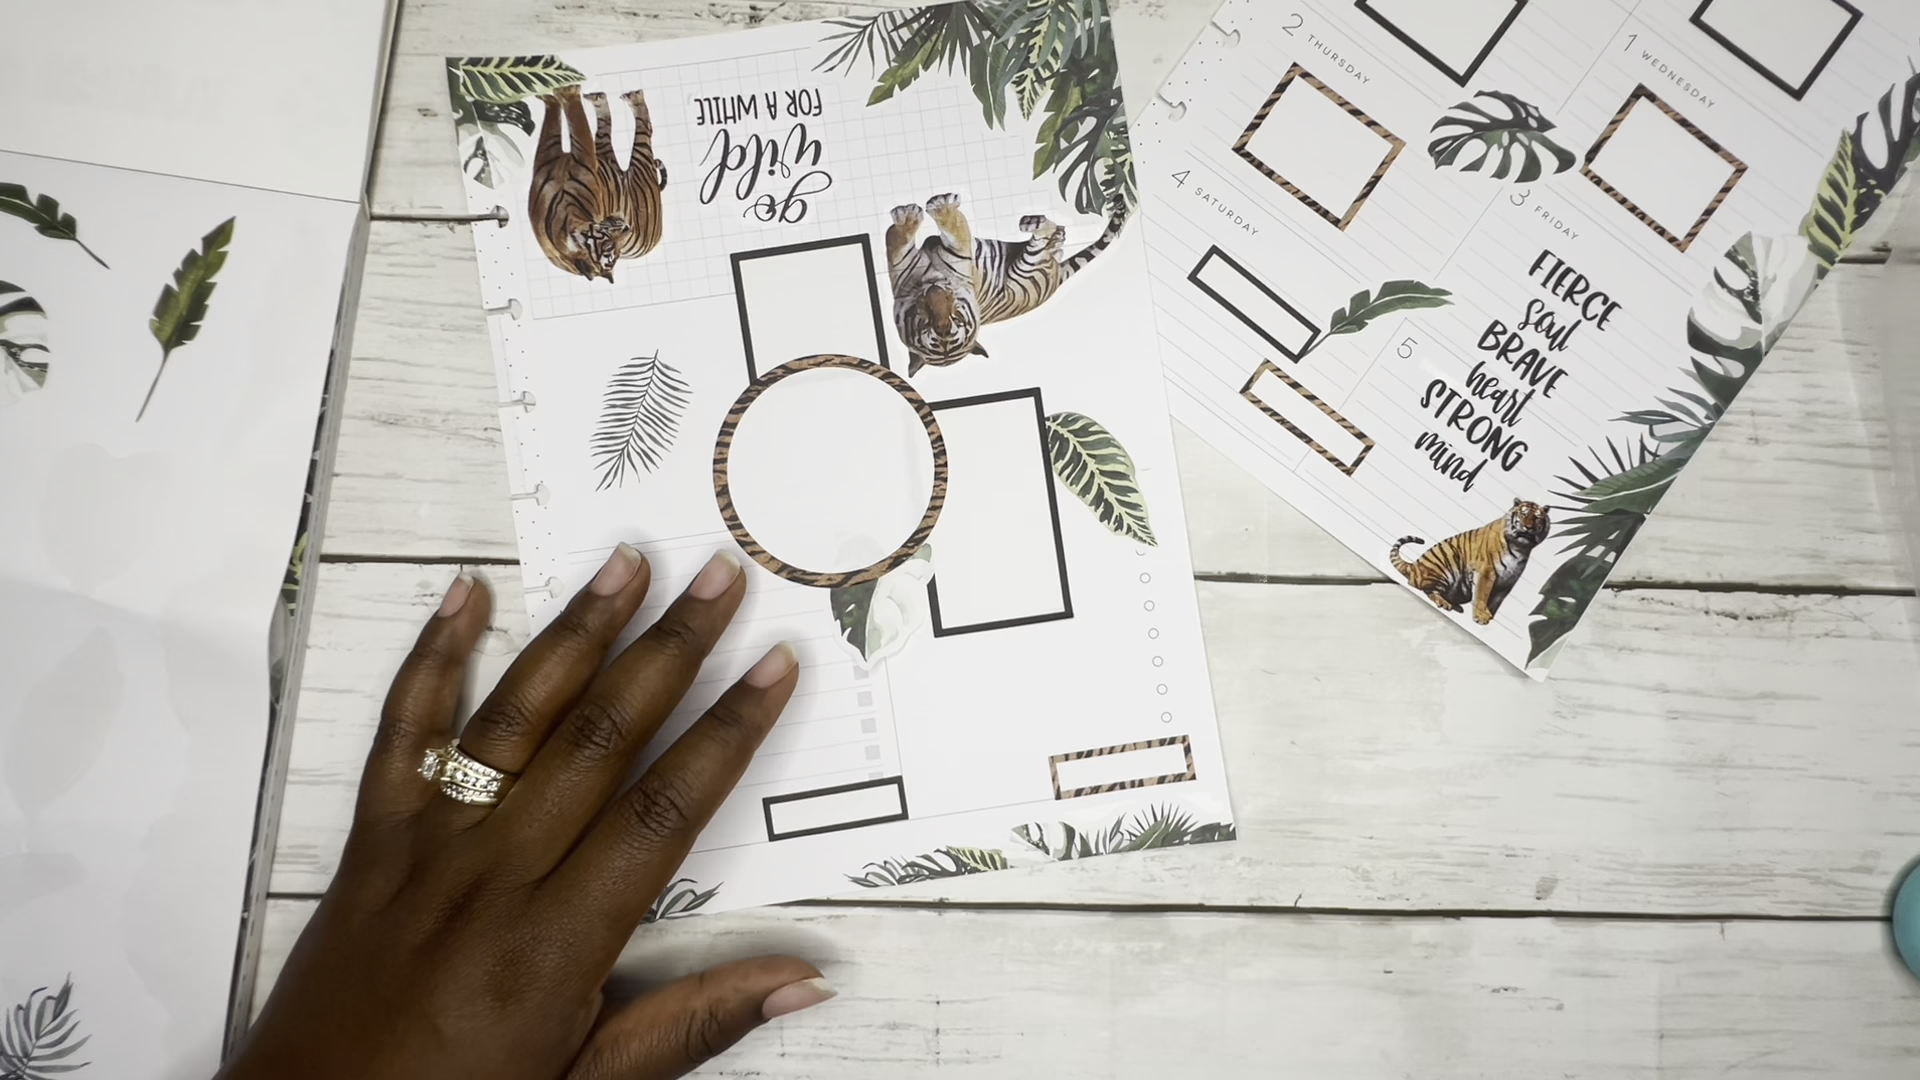 go
wild
FOR A WHILE
2 THURSDAY
1 WEDNESDAY
4 SATURDAY
3 FRIDAY
5
FIERCE
soul
BRAVE
heart
STRONG
mind